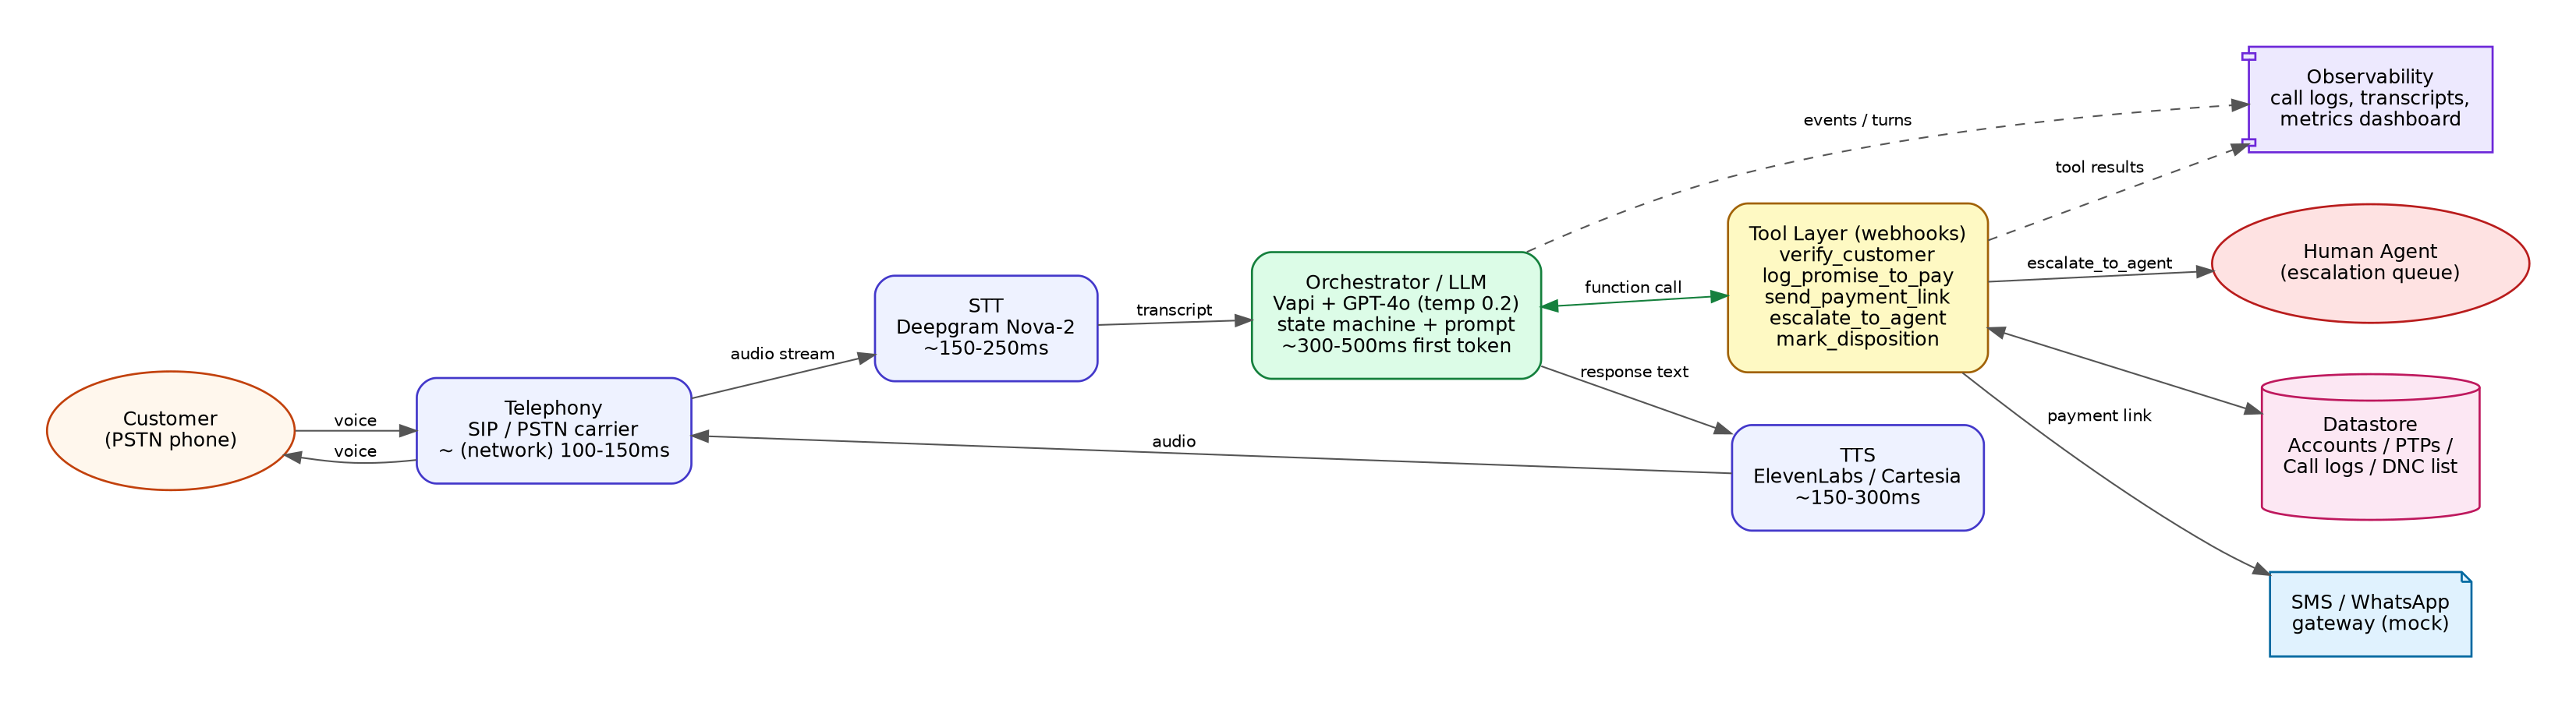 Customer
(PSTN phone)
voice
voice
Telephony
SIP / PSTN carrier
~ (network) 100-150ms
audio stream
STT
Deepgram Nova-2
~150-250ms
transcript
Orchestrator / LLM
Vapi + GPT-4o (temp 0.2)
state machine + prompt
~300-500ms first token
events / turns
function call
response text
audio
Tool Layer (webhooks)
verify_customer
log_promise_to_pay
send_payment_link
escalate_to_agent
mark_disposition
TTS
ElevenLabs / Cartesia
~150-300ms
tool results
escalate_to_agent
payment link
Observability
call logs, transcripts,
metrics dashboard
Human Agent
(escalation queue)
Datastore
Accounts / PTPs /
Call logs / DNC list
SMS / WhatsApp
gateway (mock)